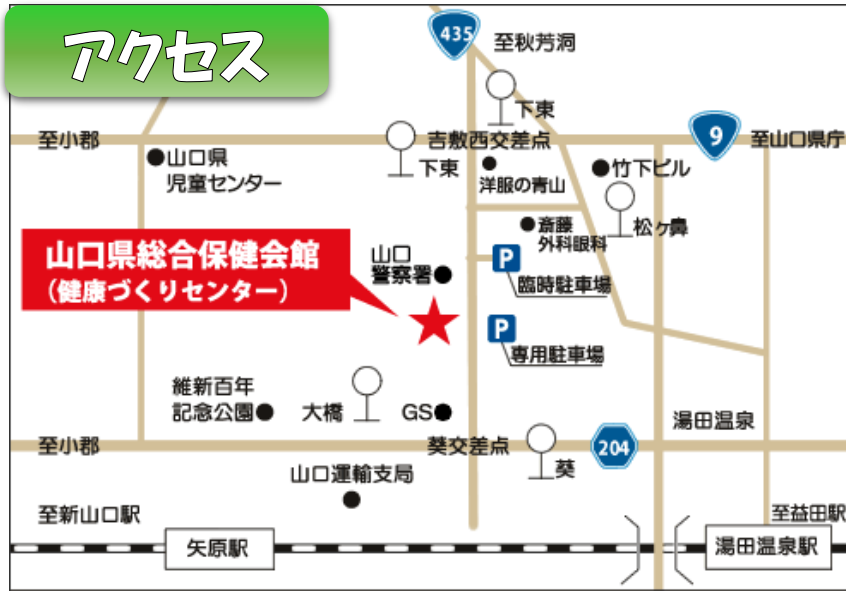 アクセス
435
至秋芳洞
下東
至小郡
吉敷西交差点
9
至山口県庁
山口県
児童センター
下東
洋服の青山
竹下ビル
松ヶ鼻
斎藤
外科眼科
山口県総合保健会館
(健康づくりセンター)
山口
警察署
P
臨時駐車場
P
専用駐車場
維新百年
記念公園
大橋
GS
湯田温泉
至小郡
葵交差点
204
葵
山口運輸支局
至新山口駅
至益田駅
矢原駅
湯田温泉駅